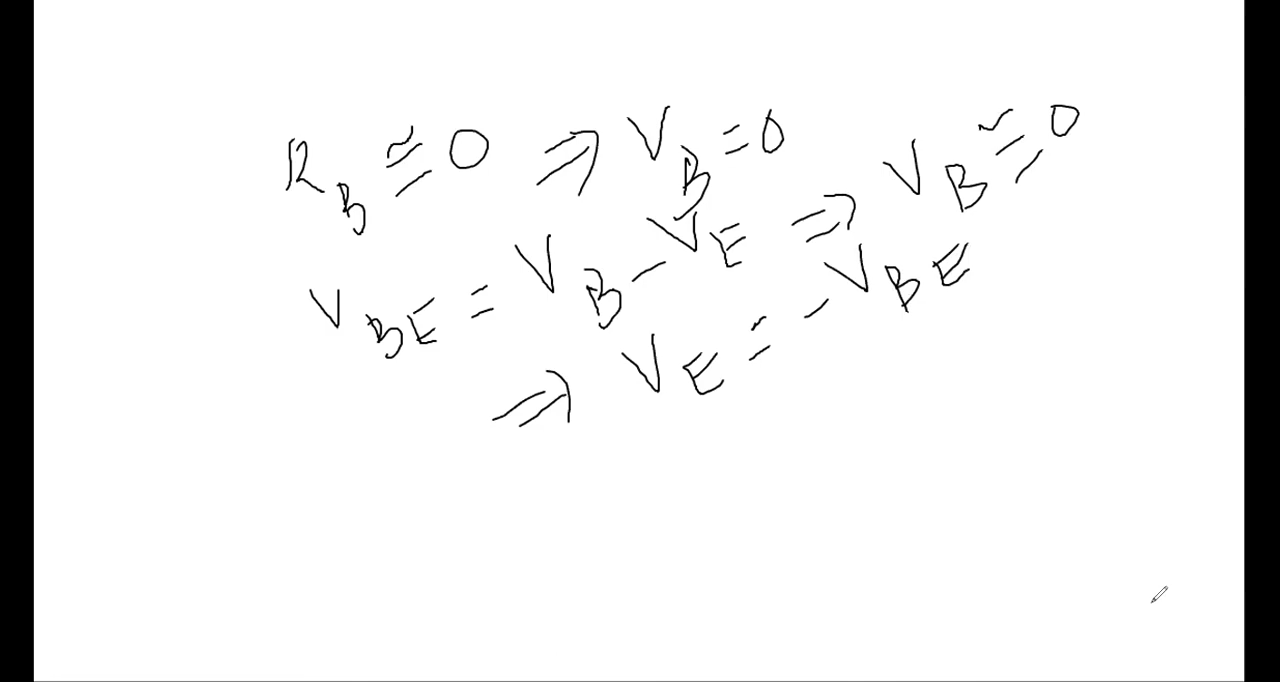 R_B ≅ 0 ⇒ V_B = 0
V_BE = V_B - V_E ⇒ V_B ≅ 0
⇒ V_E = - V_BE